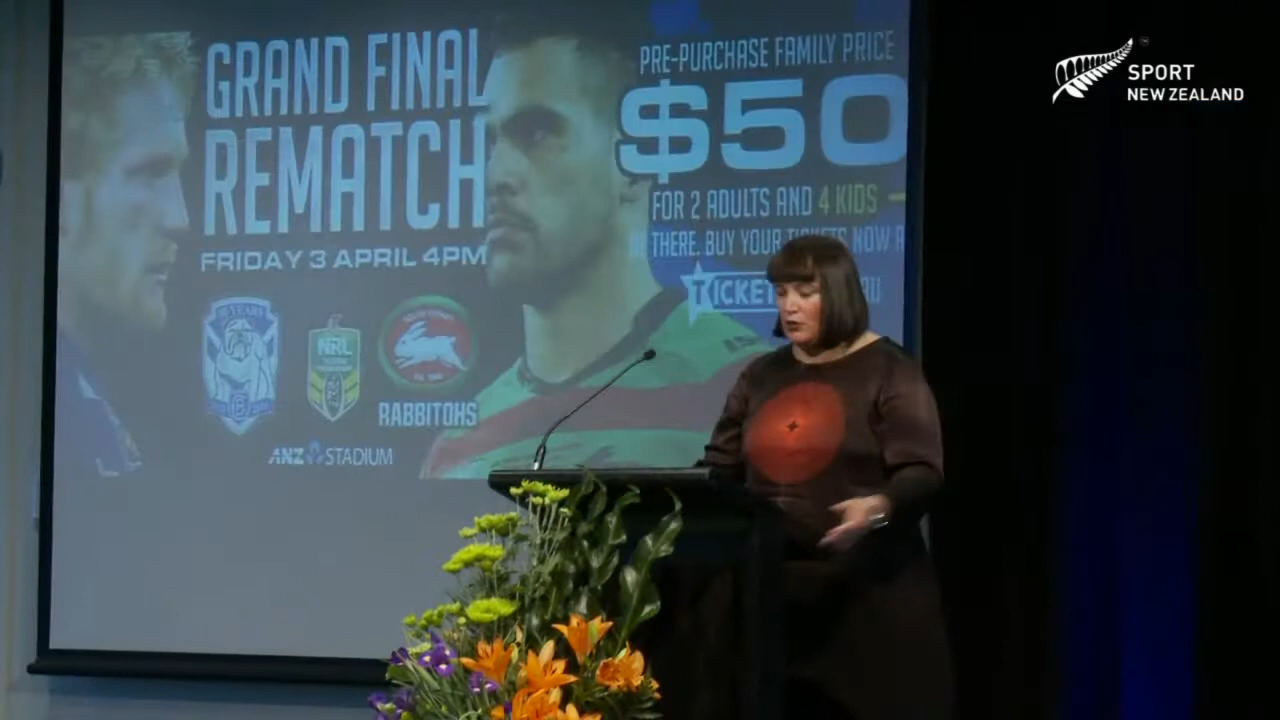 GRAND FINAL
REMATCH
FRIDAY 3 APRIL 4PM
NRL
RABBITOHS
ANZ STADIUM
PRE-PURCHASE FAMILY PRICE
$50
FOR 2 ADULTS AND 4 KIDS –
THERE. BUY YOUR TICKETS NOW
TICKET
SPORT
NEW ZEALAND